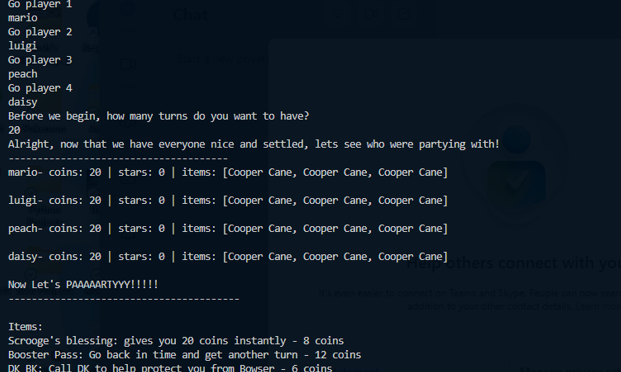 Go player 1
mario
Go player 2
luigi
Go player 3
peach
Go player 4
daisy
Before we begin, how many turns do you want to have?
20
Alright, now that we have everyone nice and settled, lets see who were partying with!
--------------------------------------
mario- coins: 20 | stars: 0 | items: [Cooper Cane, Cooper Cane, Cooper Cane]
luigi- coins: 20 | stars: 0 | items: [Cooper Cane, Cooper Cane, Cooper Cane]
peach- coins: 20 | stars: 0 | items: [Cooper Cane, Cooper Cane, Cooper Cane]
daisy- coins: 20 | stars: 0 | items: [Cooper Cane, Cooper Cane, Cooper Cane]
Now Let's PAAAAARTYYY!!!!!
----------------------------------------
Items:
Scrooge's blessing: gives you 20 coins instantly - 8 coins
Booster Pass: Go back in time and get another turn - 12 coins
DK BK: Call DK to help protect you from Bowser - 6 coins
Chat
Help others connect with you